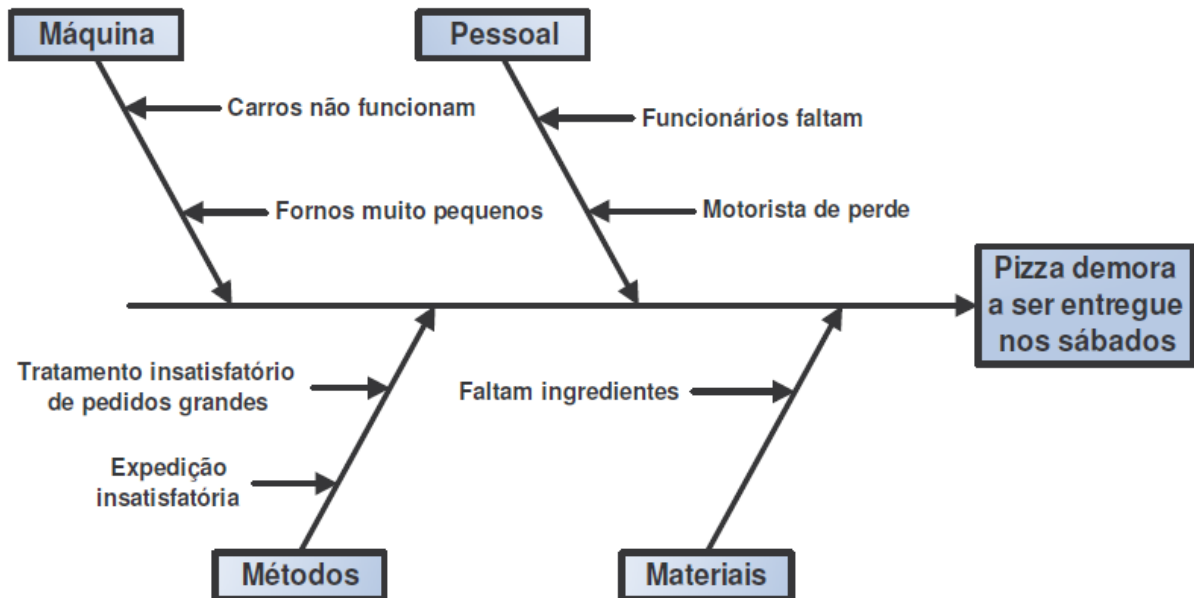 Máquina
Pessoal
Carros não funcionam
Funcionários faltam
Fornos muito pequenos
Motorista de perde
Pizza demora
a ser entregue
nos sábados
Tratamento insatisfatório
de pedidos grandes
Faltam ingredientes
Expedição
insatisfatória
Métodos
Materiais